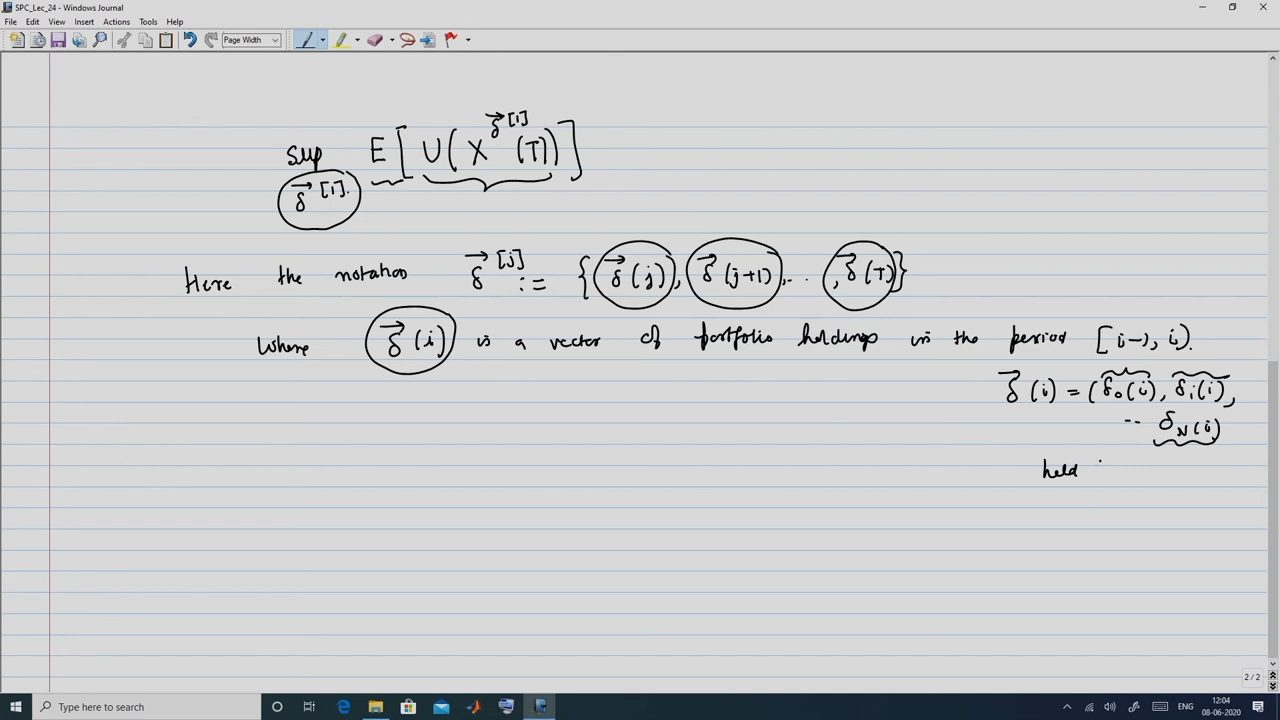 SPC_Lec_24 - Windows Journal
File Edit View Insert Actions Tools Help
Page Width
sup E[U(X^{δ⃗^[1]}(T))]
δ⃗^[1].
Here the notation δ⃗^[j] := {δ⃗(j), δ⃗(j+1), ..., δ⃗(T)}
Where δ⃗(i) is a vector of portfolio holdings in the period [i-1, i).
δ⃗(i) = (δ₀(i), δ₁(i),
.. δ_N(i)
held
2 / 2
Type here to search
ENG
12:04
08-06-2020